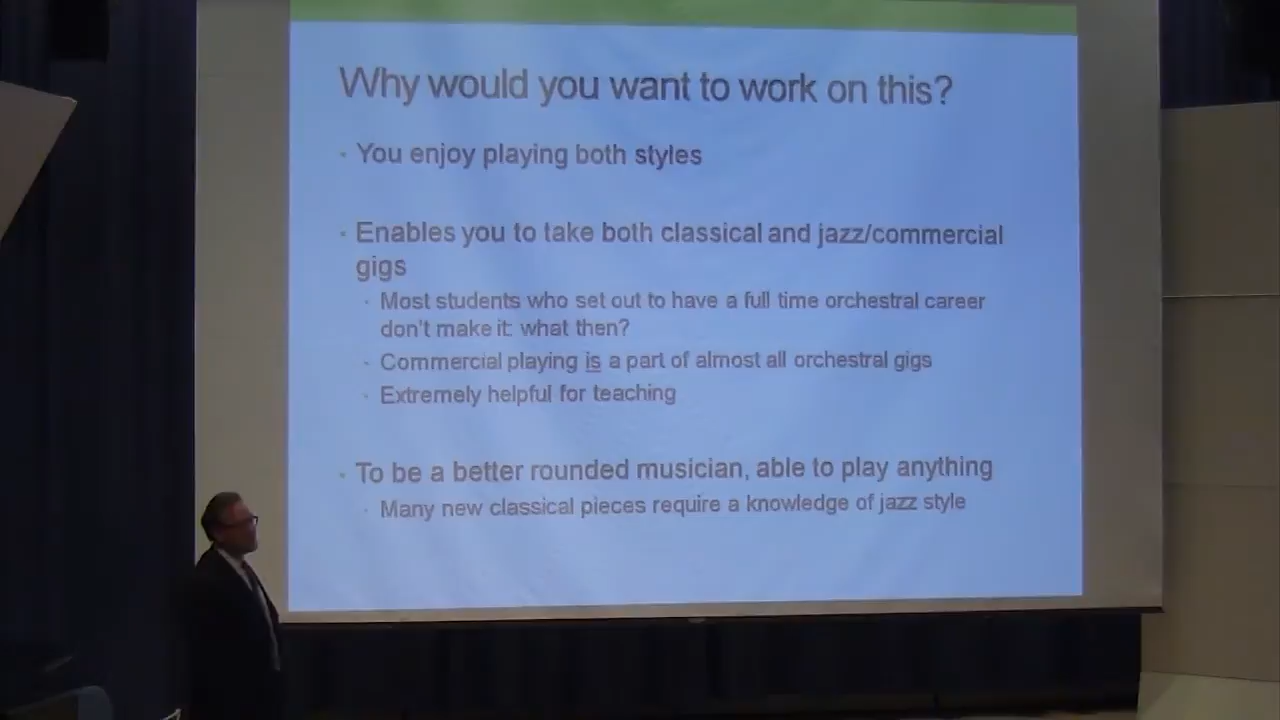 Why would you want to work on this?
· You enjoy playing both styles
· Enables you to take both classical and jazz/commercial
gigs
· Most students who set out to have a full time orchestral career
don't make it: what then?
· Commercial playing is a part of almost all orchestral gigs
· Extremely helpful for teaching
· To be a better rounded musician, able to play anything
· Many new classical pieces require a knowledge of jazz style